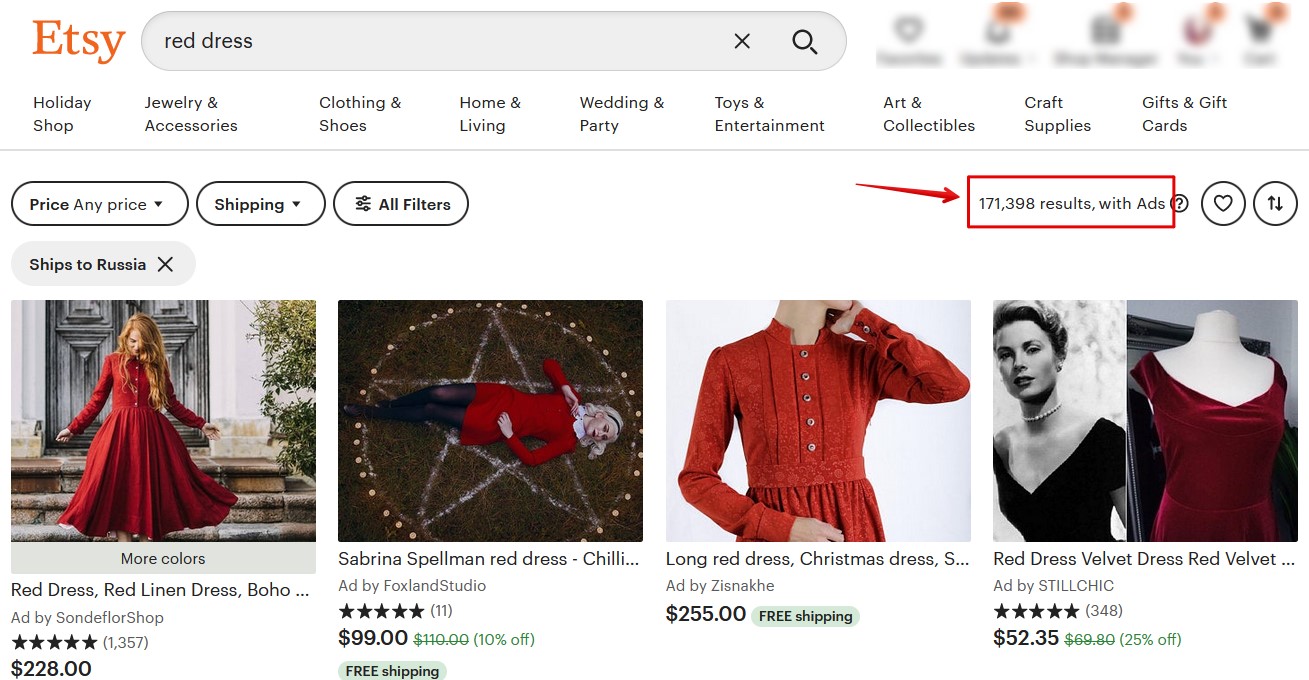 Etsy
red dress
Holiday Shop
Jewelry & Accessories
Clothing & Shoes
Home & Living
Wedding & Party
Toys & Entertainment
Art & Collectibles
Craft Supplies
Gifts & Gift Cards
Price Any price
Shipping
All Filters
171,398 results, with Ads
Ships to Russia
More colors
Red Dress, Red Linen Dress, Boho ...
Ad by SondeflorShop
(1,357)
$228.00
Sabrina Spellman red dress - Chilli...
Ad by FoxlandStudio
(11)
$99.00 $110.00 (10% off)
FREE shipping
Long red dress, Christmas dress, S...
Ad by Zisnakhe
$255.00 FREE shipping
Red Dress Velvet Dress Red Velvet ...
Ad by STILLCHIC
(348)
$52.35 $69.80 (25% off)